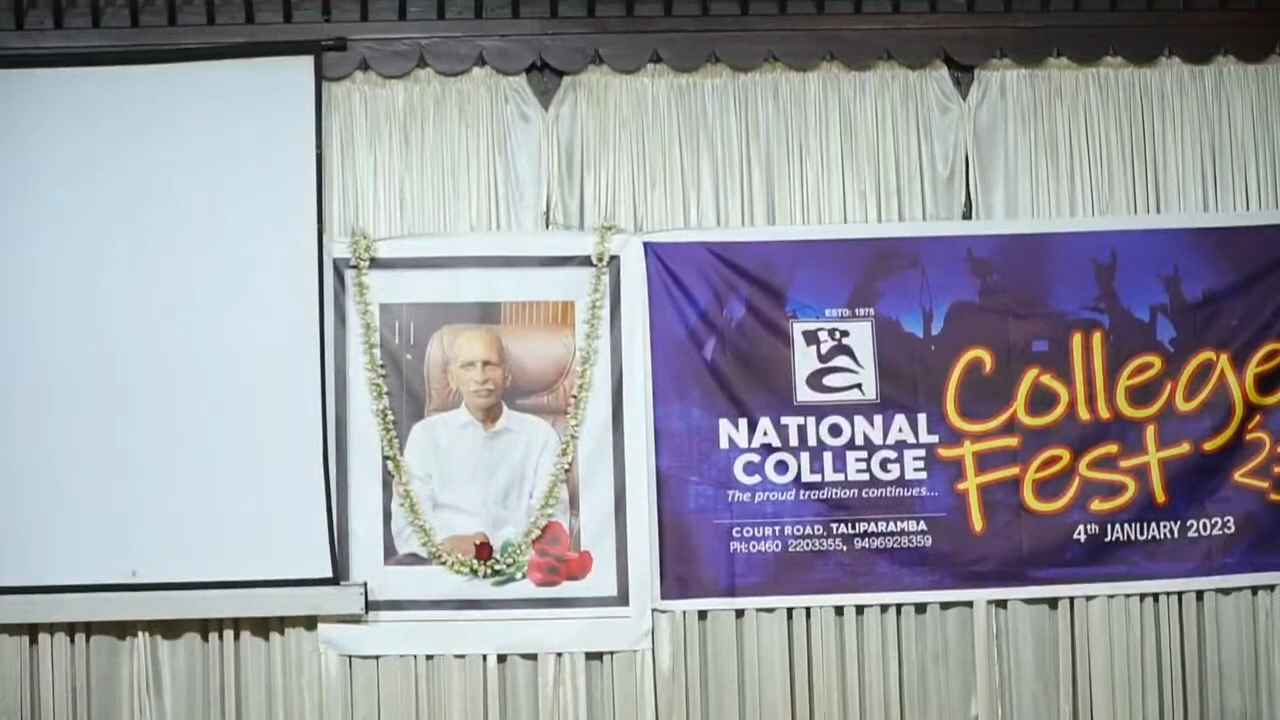 ESTD: 1975
NATIONAL
COLLEGE
The proud tradition continues...
COURT ROAD, TALIPARAMBA
PH:0460 2203355, 9496928359
College
Fest
4th JANUARY 2023